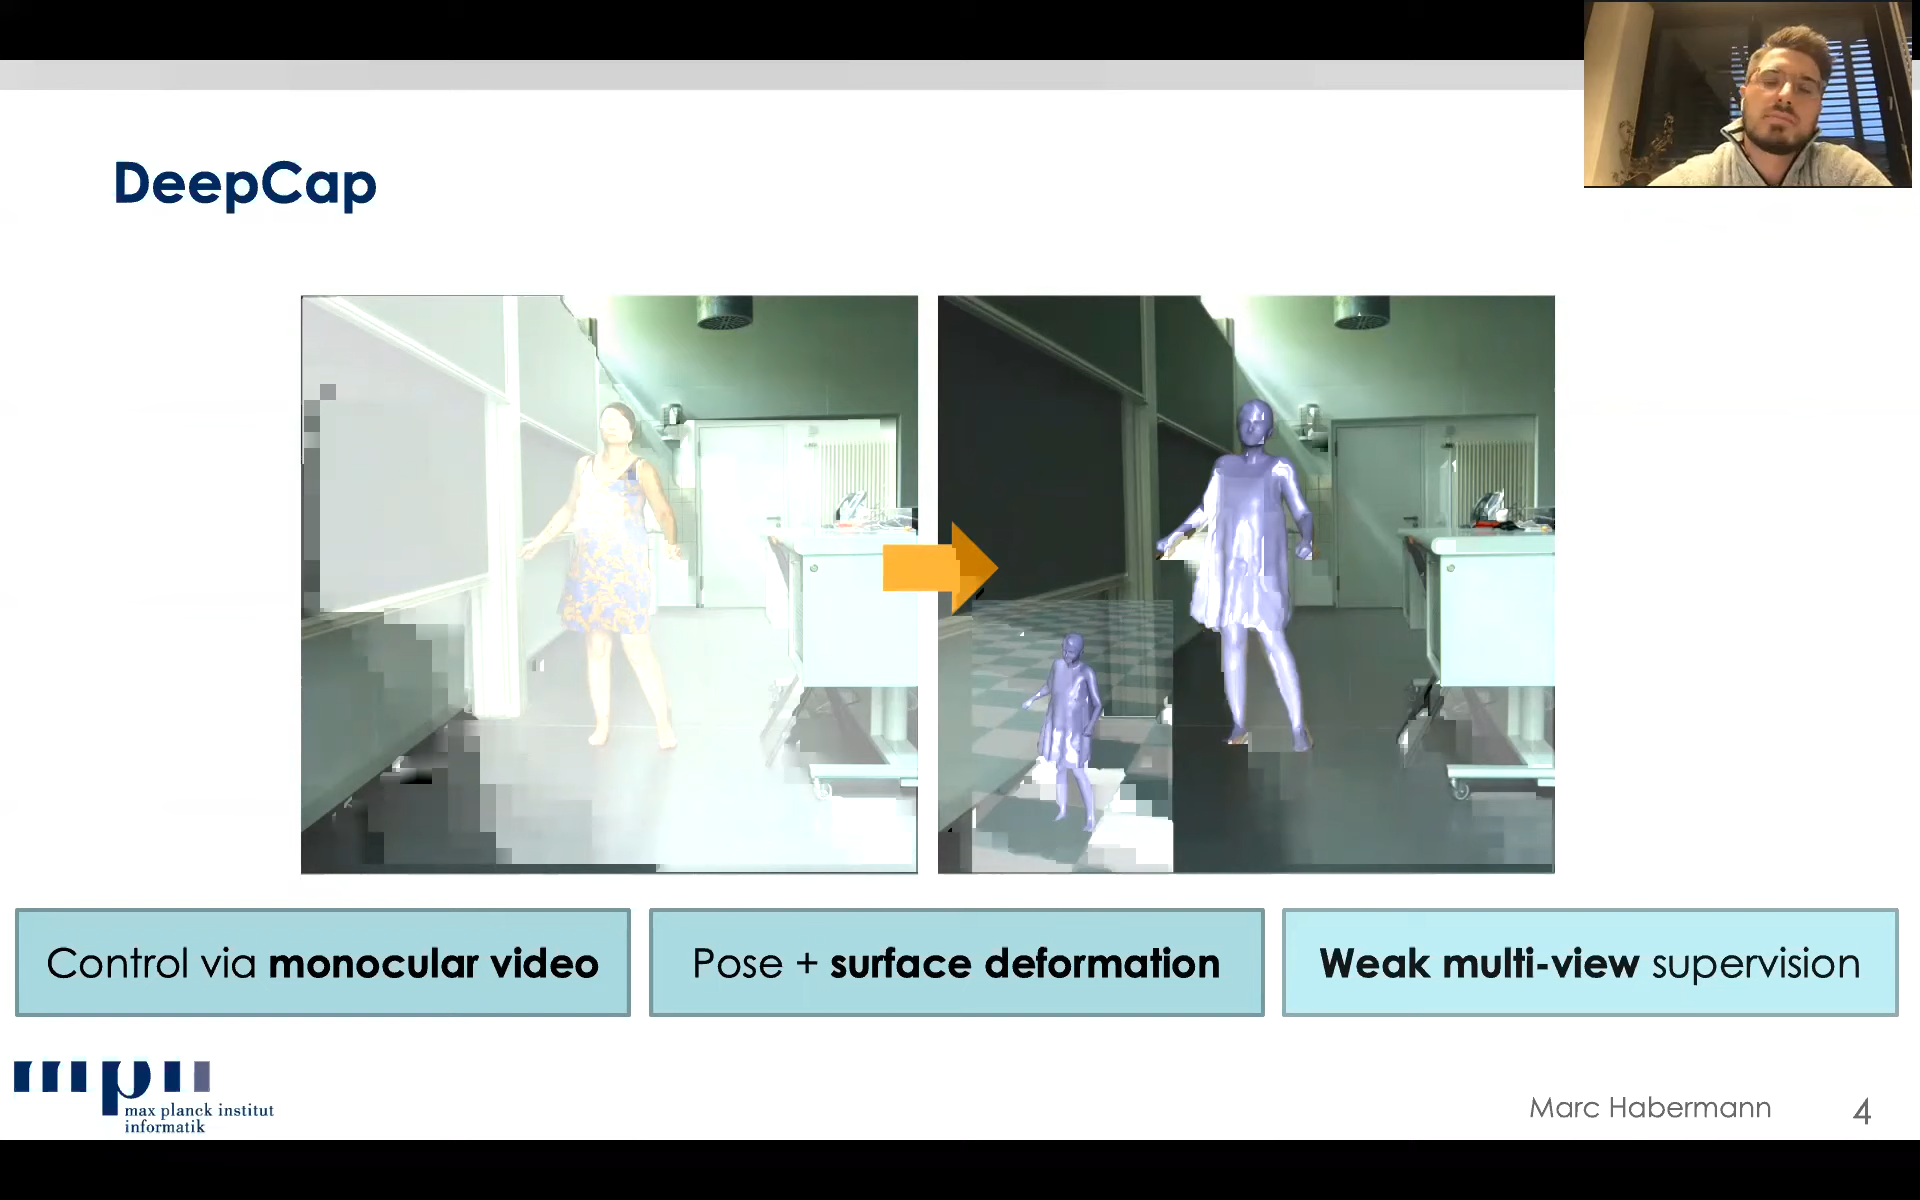 DeepCap
Control via monocular video
Pose + surface deformation
Weak multi-view supervision
max planck institut
informatik
Marc Habermann
4